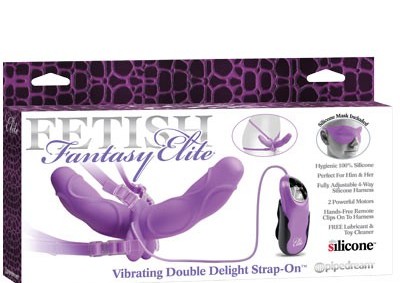 FETISH
Fantasy Elite
Elite
Silicone Mask Included
Hygienic 100% Silicone
Perfect For Him & Her
Fully Adjustable 4-Way
Silicone Harness
2 Powerful Motors
Hands-Free Remote
Clips On To Harness
FREE Lubricant &
Toy Cleaner
silicone
Vibrating Double Delight Strap-On™
pipedream